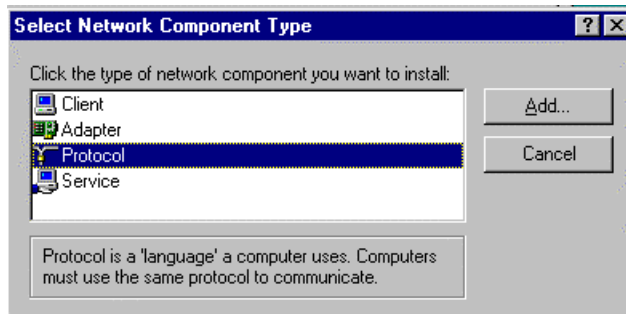 Select Network Component Type
Click the type of network component you want to install:
Client
Adapter
Protocol
Service
Add...
Cancel
Protocol is a 'language' a computer uses. Computers
must use the same protocol to communicate.